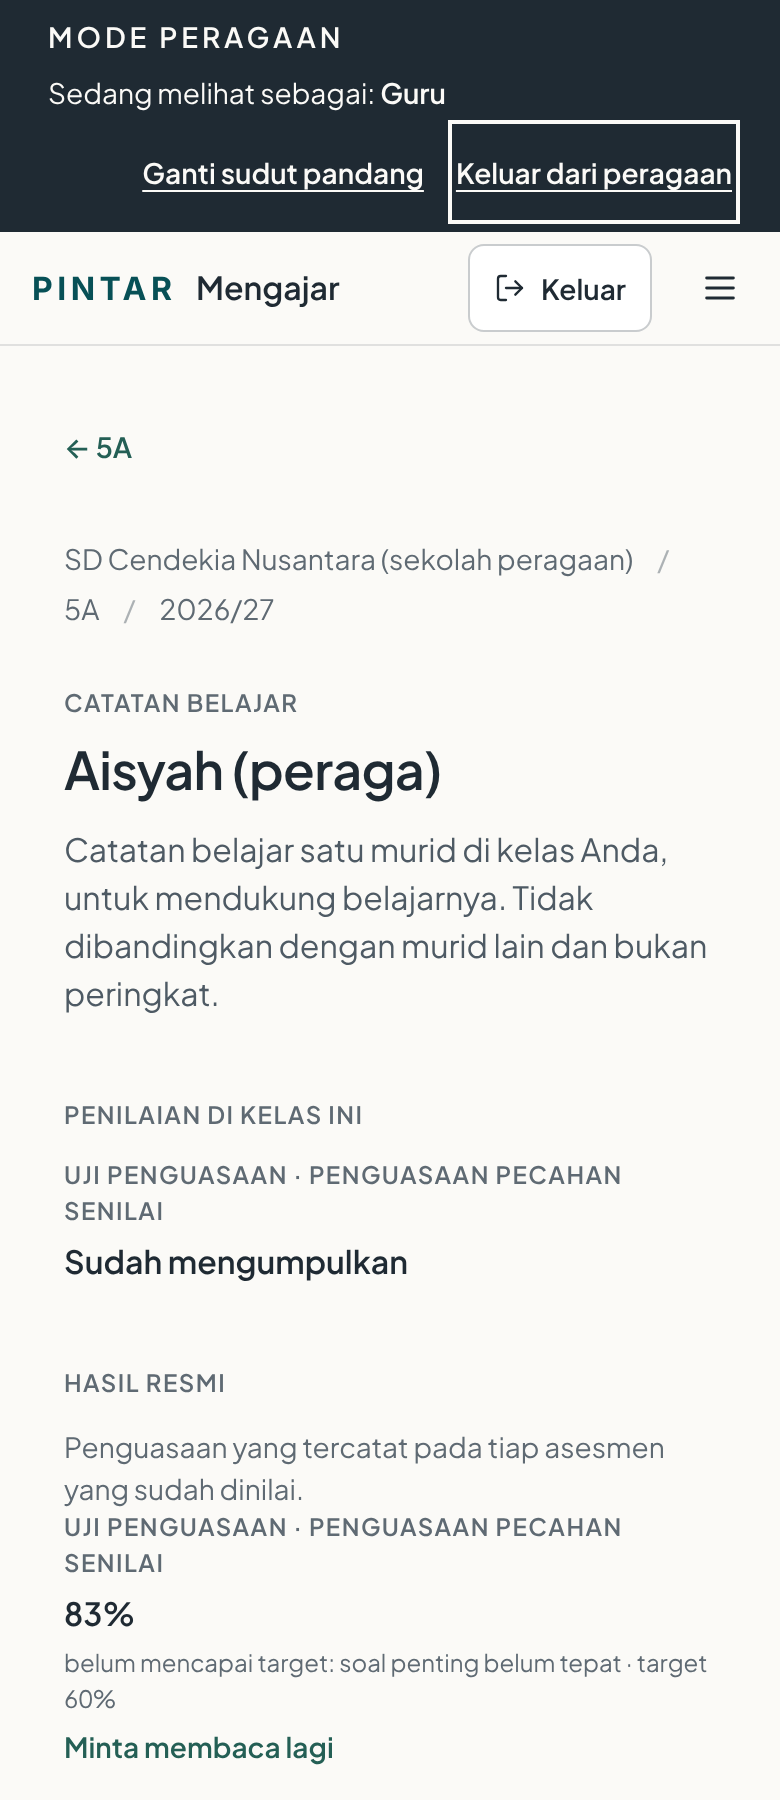 MODE PERAGAAN
Sedang melihat sebagai: Guru
Ganti sudut pandang
Keluar dari peragaan
PINTAR Mengajar
Keluar
← 5A
SD Cendekia Nusantara (sekolah peragaan) /
5A / 2026/27
CATATAN BELAJAR
Aisyah (peraga)
Catatan belajar satu murid di kelas Anda,
untuk mendukung belajarnya. Tidak
dibandingkan dengan murid lain dan bukan
peringkat.
PENILAIAN DI KELAS INI
UJI PENGUASAAN · PENGUASAAN PECAHAN
SENILAI
Sudah mengumpulkan
HASIL RESMI
Penguasaan yang tercatat pada tiap asesmen
yang sudah dinilai.
UJI PENGUASAAN · PENGUASAAN PECAHAN
SENILAI
83%
belum mencapai target: soal penting belum tepat · target
60%
Minta membaca lagi